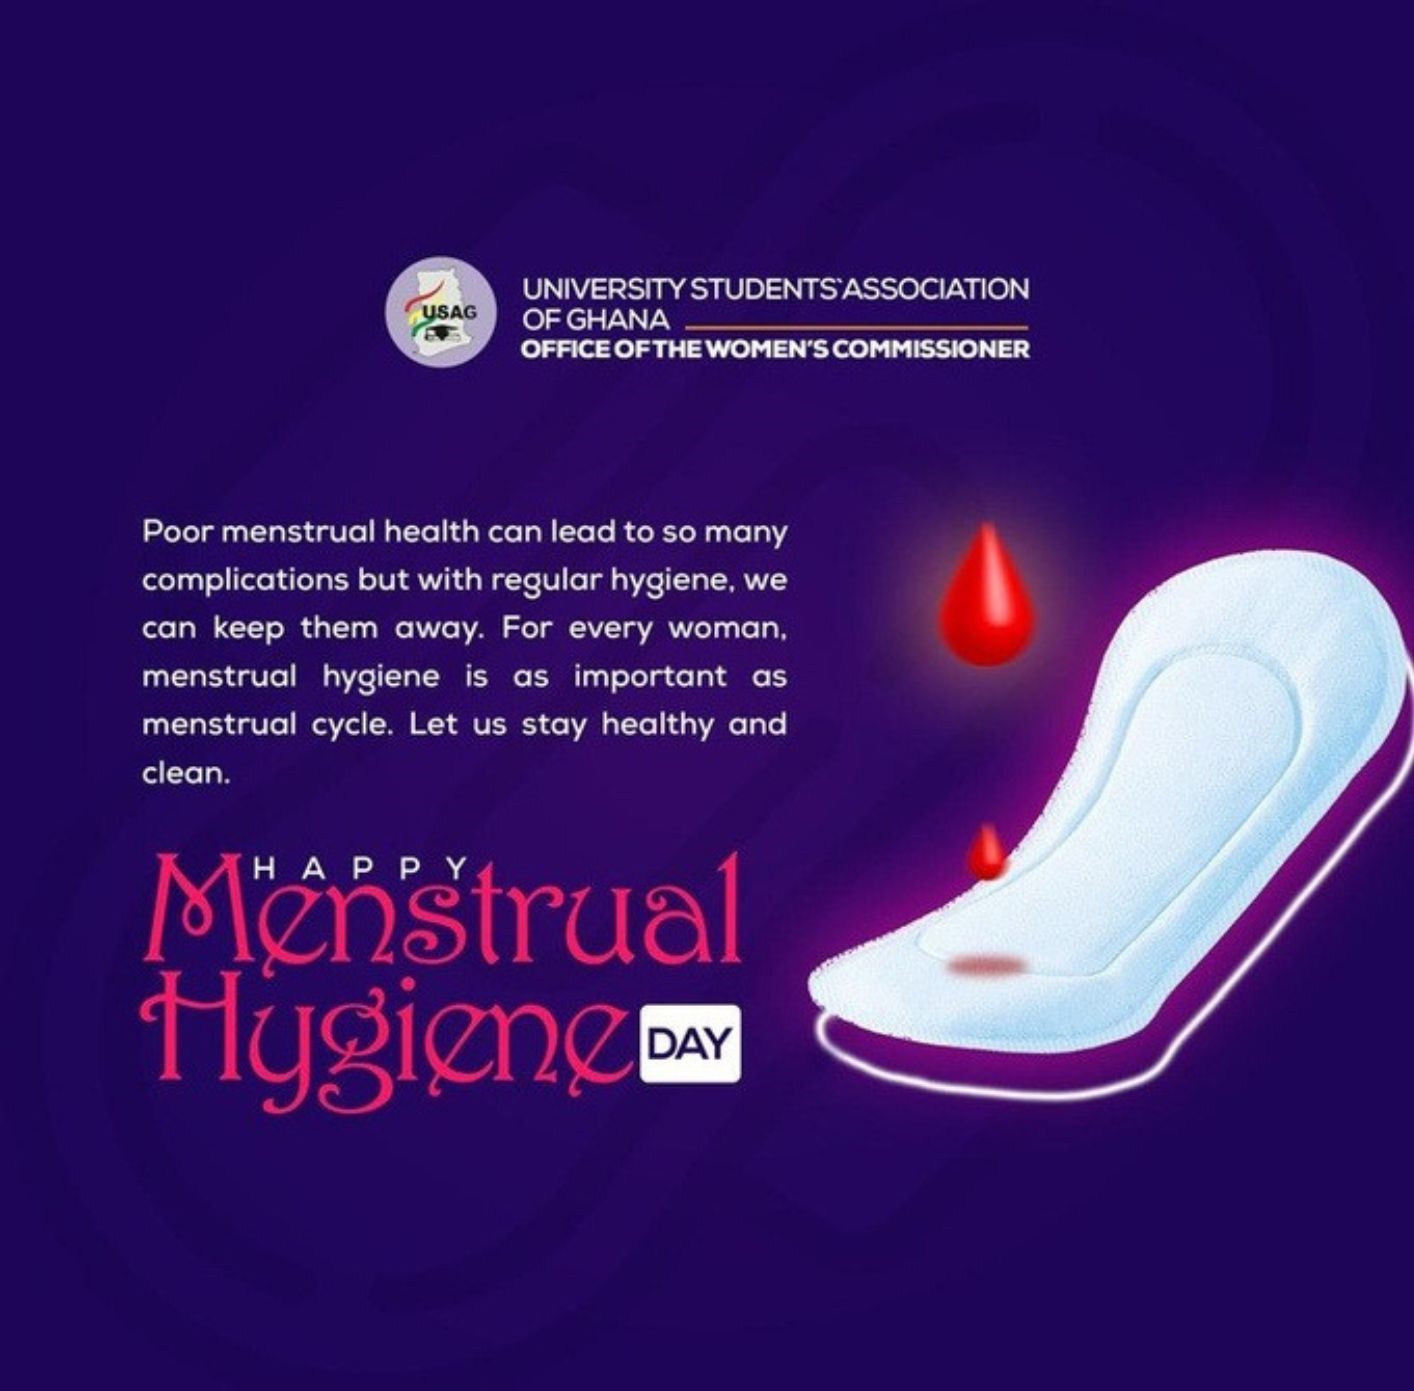 USAG
UNIVERSITY STUDENTS'ASSOCIATION
OF GHANA
OFFICE OF THE WOMEN'S COMMISSIONER
Poor menstrual health can lead to so many
complications but with regular hygiene, we
can keep them away. For every woman,
menstrual hygiene is as important as
menstrual cycle. Let us stay healthy and
clean.
HAPPY
Menstrual
Hygiene DAY